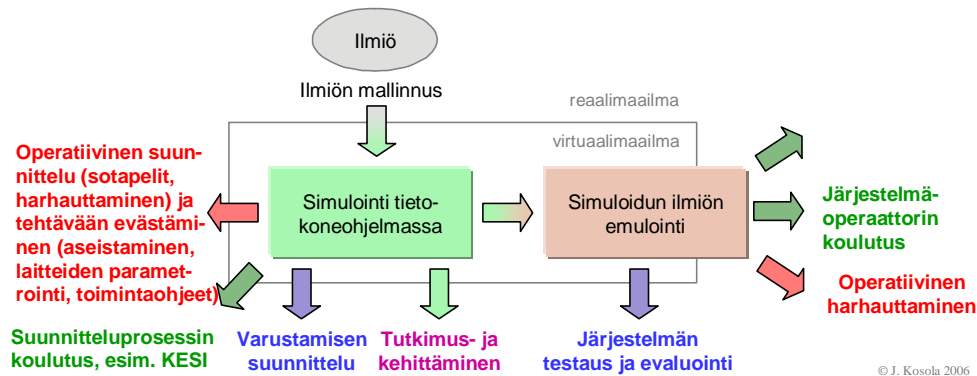 Ilmiö
Ilmiön mallinnus
reaalimaailma
virtuaalimaailma
Operatiivinen suun-
nittelu (sotapelit,
harhauttaminen) ja
tehtävään evästämi-
nen (aseistaminen,
laitteiden paramet-
rointi, toimintaohjeet)
Simulointi tieto-
koneohjelmassa
Simuloidun ilmiön
emulointi
Järjestelmä-
operaattorin
koulutus
Operatiivinen
harhauttaminen
Suunnitteluprosessin
koulutus, esim. KESI
Varustamisen
suunnittelu
Tutkimus- ja
kehittäminen
Järjestelmän
testaus ja evaluointi
© J. Kosola 2006